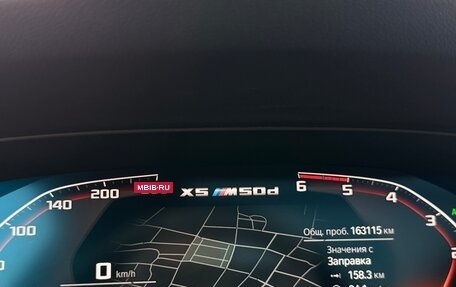 MBIB·RU
X5 M50d
200
140
100
0 km/h
6
5
4
3
2
Общ. проб. 163115 км
Значения с
Заправка
158.3 км